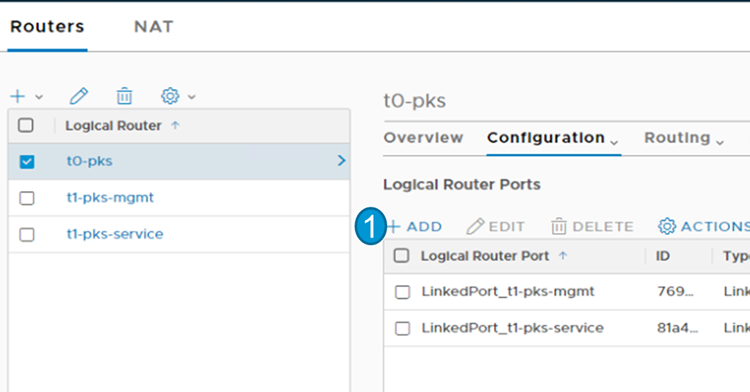 Routers NAT
Logical Router
t0-pks
t1-pks-mgmt
t1-pks-service
t0-pks
Overview Configuration Routing
Logical Router Ports
1 + ADD EDIT DELETE ACTIONS
Logical Router Port ID Typ
LinkedPort_t1-pks-mgmt 769... Lin
LinkedPort_t1-pks-service 81a4... Lin